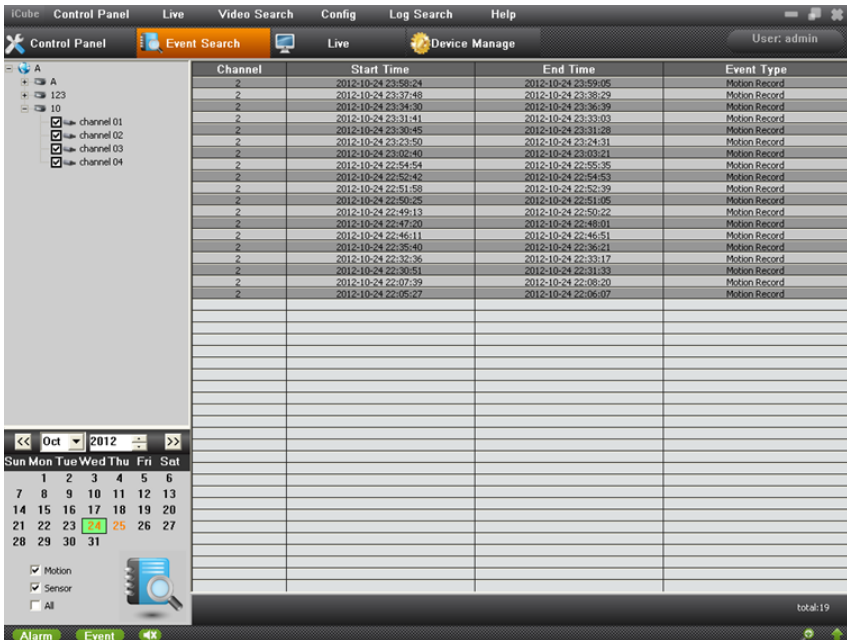 iCube Control Panel Live Video Search Config Log Search Help
Control Panel Event Search Live Device Manage User: admin
A
A
123
10
channel 01
channel 02
channel 03
channel 04
Channel Start Time End Time Event Type
2 2012-10-24 23:58:24 2012-10-24 23:59:05 Motion Record
2 2012-10-24 23:37:48 2012-10-24 23:38:29 Motion Record
2 2012-10-24 23:34:30 2012-10-24 23:36:39 Motion Record
2 2012-10-24 23:31:41 2012-10-24 23:33:03 Motion Record
2 2012-10-24 23:30:45 2012-10-24 23:31:28 Motion Record
2 2012-10-24 23:23:50 2012-10-24 23:24:31 Motion Record
2 2012-10-24 23:02:40 2012-10-24 23:03:21 Motion Record
2 2012-10-24 22:54:54 2012-10-24 22:55:35 Motion Record
2 2012-10-24 22:52:42 2012-10-24 22:54:53 Motion Record
2 2012-10-24 22:51:58 2012-10-24 22:52:39 Motion Record
2 2012-10-24 22:50:25 2012-10-24 22:51:05 Motion Record
2 2012-10-24 22:49:13 2012-10-24 22:50:22 Motion Record
2 2012-10-24 22:47:20 2012-10-24 22:48:01 Motion Record
2 2012-10-24 22:46:11 2012-10-24 22:46:51 Motion Record
2 2012-10-24 22:35:40 2012-10-24 22:36:21 Motion Record
2 2012-10-24 22:32:36 2012-10-24 22:33:17 Motion Record
2 2012-10-24 22:30:51 2012-10-24 22:31:33 Motion Record
2 2012-10-24 22:07:39 2012-10-24 22:08:20 Motion Record
2 2012-10-24 22:05:27 2012-10-24 22:06:07 Motion Record
<< Oct 2012 >>
Sun Mon Tue Wed Thu Fri Sat
1 2 3 4 5 6
7 8 9 10 11 12 13
14 15 16 17 18 19 20
21 22 23 24 25 26 27
28 29 30 31
Motion
Sensor
All
total:19
Alarm Event